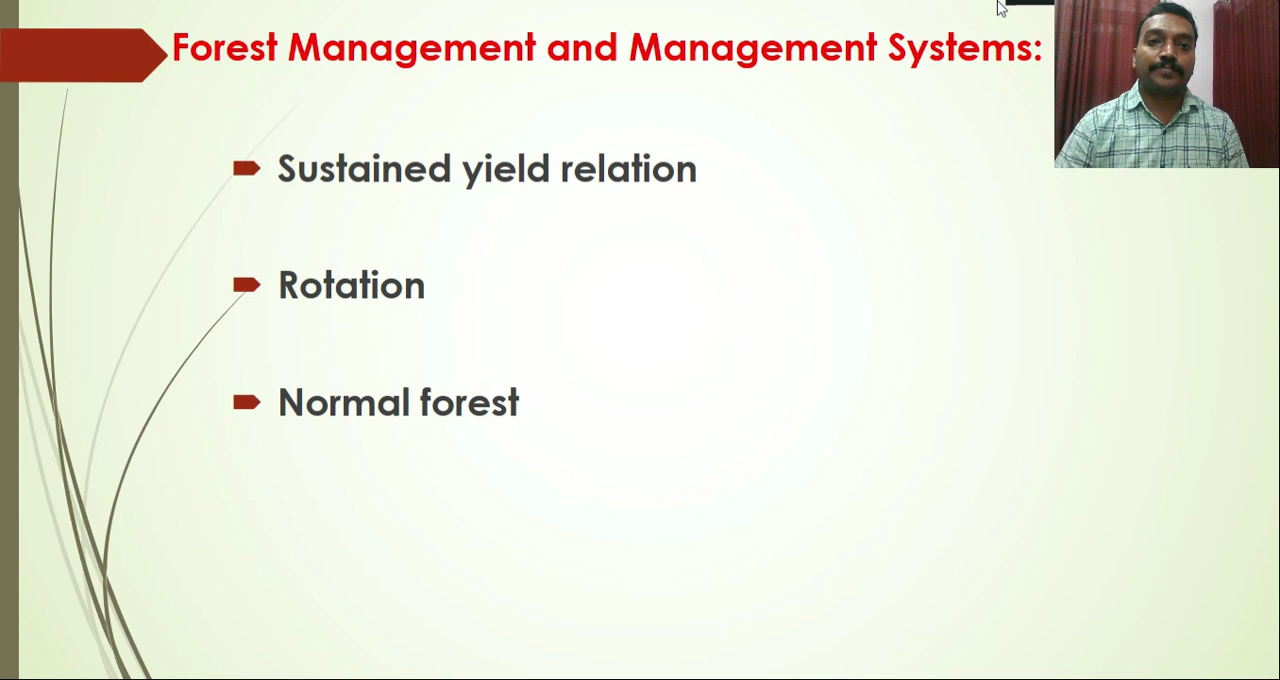 Forest Management and Management Systems:
Sustained yield relation
Rotation
Normal forest